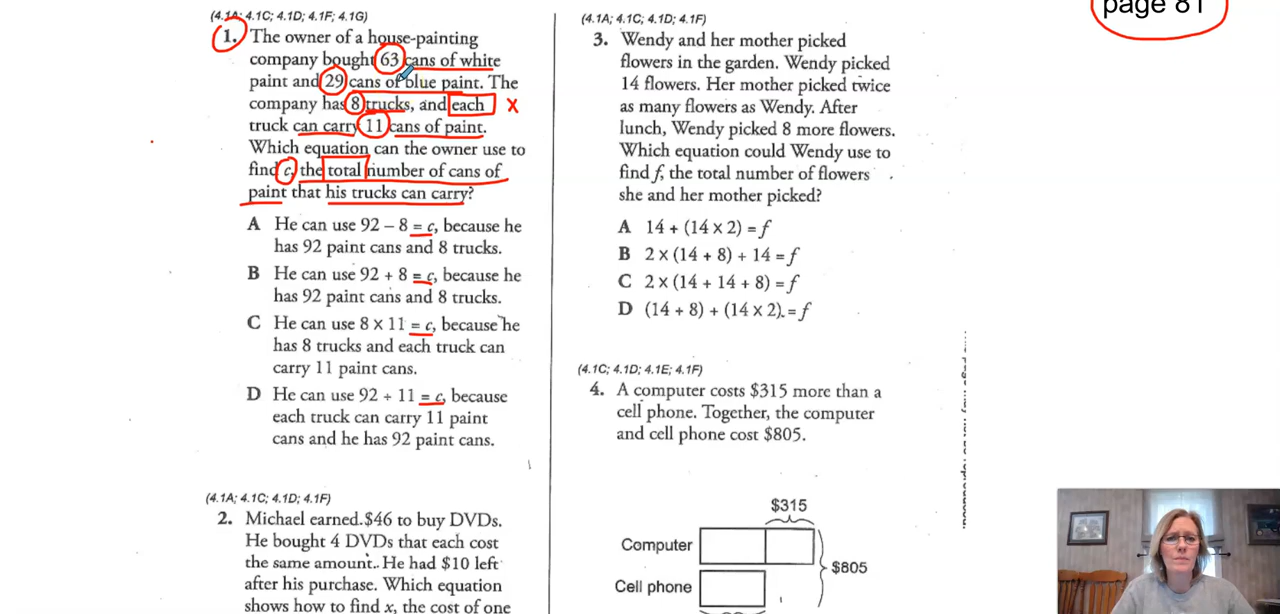 page 81
(4.1A; 4.1C; 4.1D; 4.1F; 4.1G)
1. The owner of a house-painting
company bought 63 cans of white
paint and 29 cans of blue paint. The
company has 8 trucks, and each x
truck can carry 11 cans of paint.
Which equation can the owner use to
find c, the total number of cans of
paint that his trucks can carry?
A He can use 92 – 8 = c, because he
has 92 paint cans and 8 trucks.
B He can use 92 + 8 = c, because he
has 92 paint cans and 8 trucks.
C He can use 8 × 11 = c, because he
has 8 trucks and each truck can
carry 11 paint cans.
D He can use 92 ÷ 11 = c, because
each truck can carry 11 paint
cans and he has 92 paint cans.
(4.1A; 4.1C; 4.1D; 4.1F)
2. Michael earned $46 to buy DVDs.
He bought 4 DVDs that each cost
the same amount. He had $10 left
after his purchase. Which equation
shows how to find x, the cost of one
(4.1A; 4.1C; 4.1D; 4.1F)
3. Wendy and her mother picked
flowers in the garden. Wendy picked
14 flowers. Her mother picked twice
as many flowers as Wendy. After
lunch, Wendy picked 8 more flowers.
Which equation could Wendy use to
find f, the total number of flowers
she and her mother picked?
A 14 + (14 × 2) = f
B 2 × (14 + 8) + 14 = f
C 2 × (14 + 14 + 8) = f
D (14 + 8) + (14 × 2) = f
(4.1C; 4.1D; 4.1E; 4.1F)
4. A computer costs $315 more than a
cell phone. Together, the computer
and cell phone cost $805.
$315
Computer
$805
Cell phone